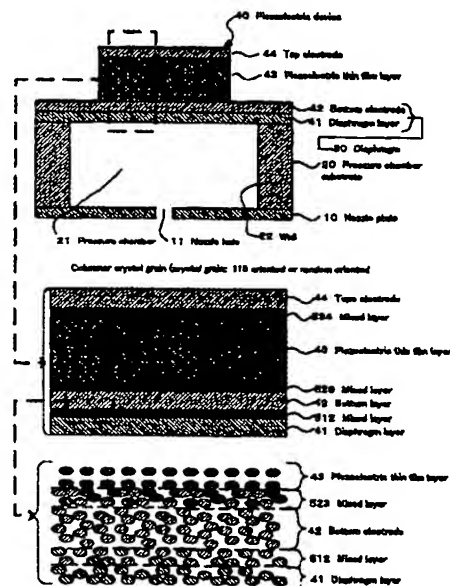 40 Piezoelectric device
44 Top electrode
43 Piezoelectric thin film layer
42 Bottom electrode
41 Diaphragm layer
30 Diaphragm
20 Pressure chamber substrate
10 Nozzle plate
21 Pressure chamber
11 Nozzle hole
22 Wall
Columnar crystal grain (crystal grain: 118 oriented or random oriented
44 Tape electrode
534 Mixed layer
43 Piezoelectric thin film layer
523 Mixed layer
42 Bottom layer
512 Mixed layer
41 Diaphragm layer
43 Piezoelectric thin film layer
523 Mixed layer
42 Bottom electrode
512 Mixed layer
41 Diaphragm layer